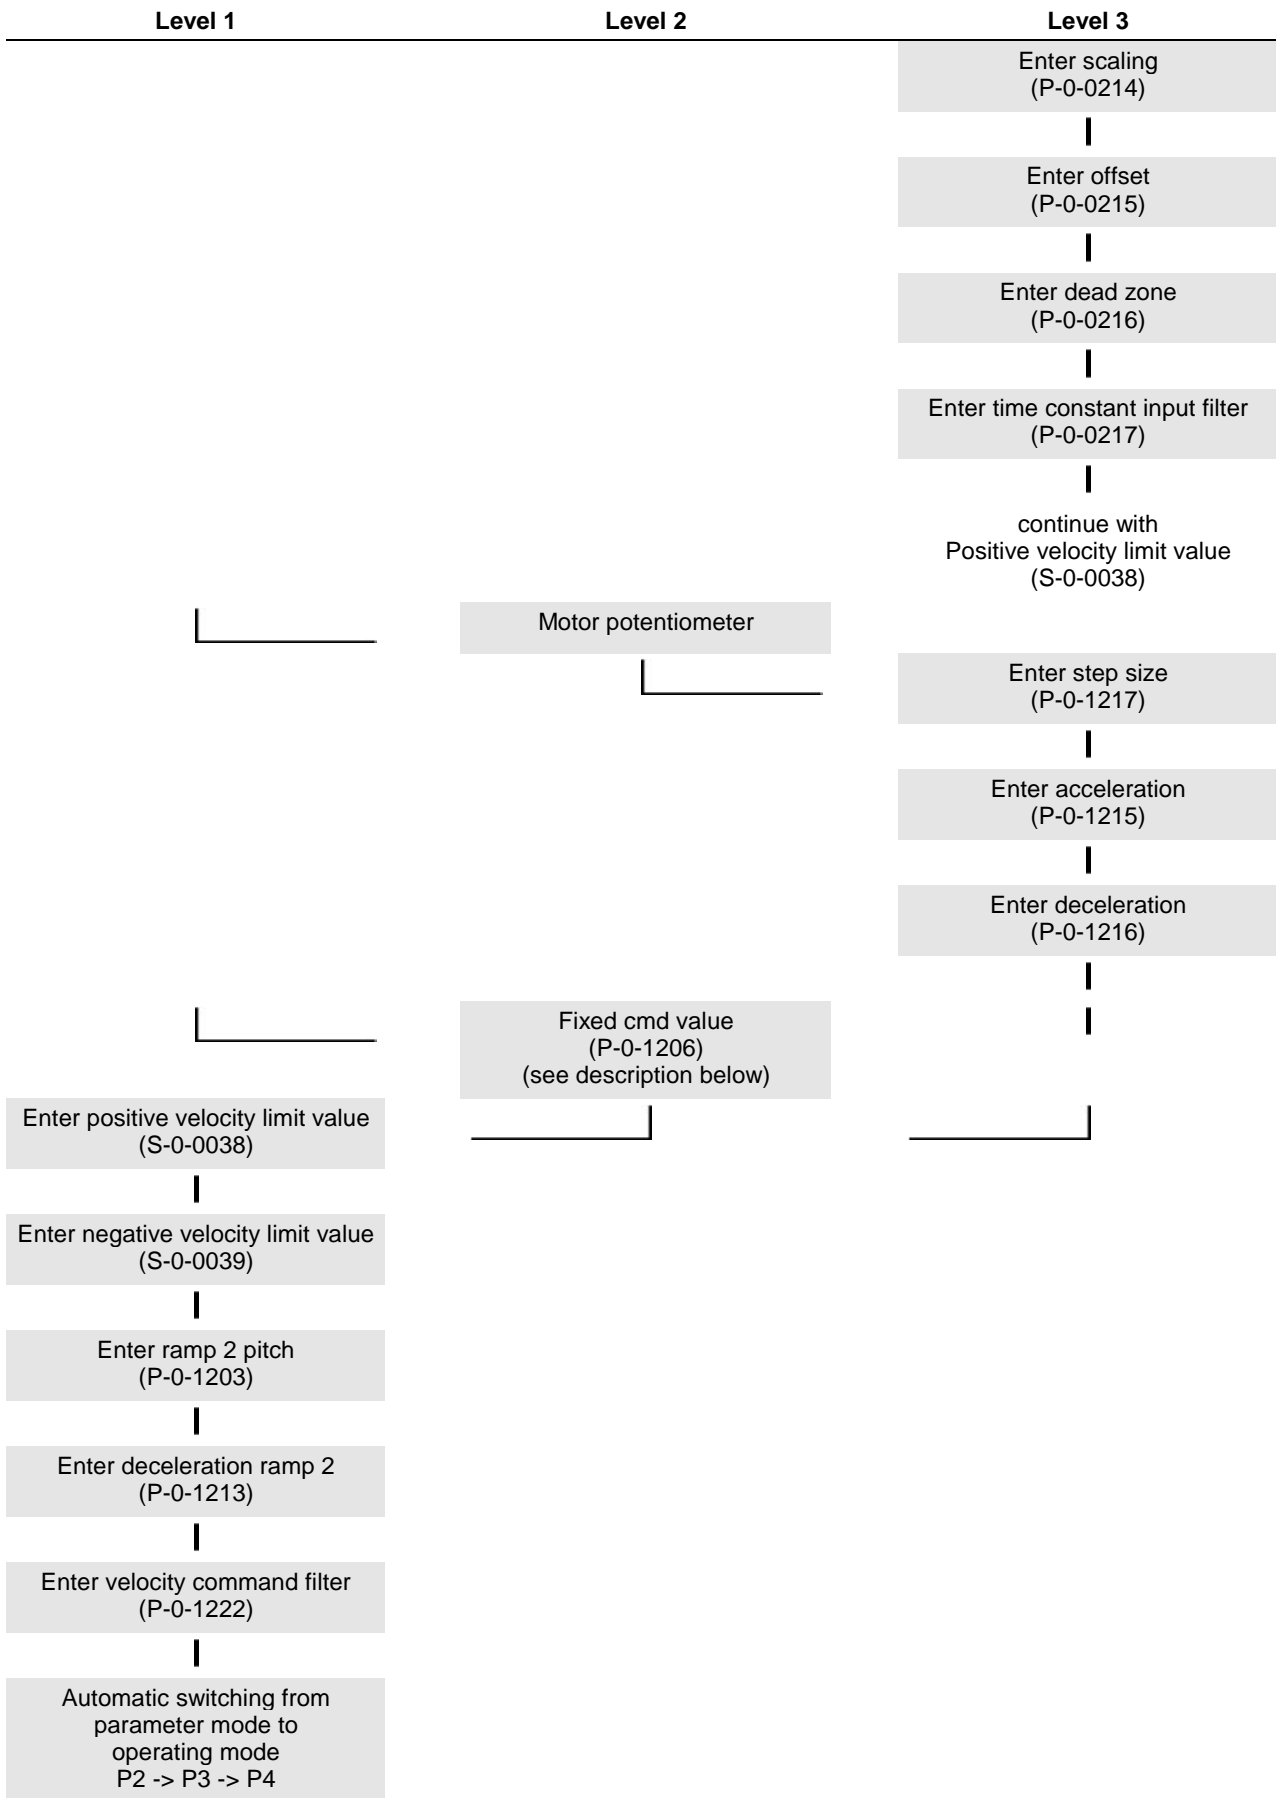 Level 1
Level 2
Level 3
Enter scaling
(P-0-0214)
Enter offset
(P-0-0215)
Enter dead zone
(P-0-0216)
Enter time constant input filter
(P-0-0217)
continue with
Positive velocity limit value
(S-0-0038)
Motor potentiometer
Enter step size
(P-0-1217)
Enter acceleration
(P-0-1215)
Enter deceleration
(P-0-1216)
Fixed cmd value
(P-0-1206)
(see description below)
Enter positive velocity limit value
(S-0-0038)
Enter negative velocity limit value
(S-0-0039)
Enter ramp 2 pitch
(P-0-1203)
Enter deceleration ramp 2
(P-0-1213)
Enter velocity command filter
(P-0-1222)
Automatic switching from
parameter mode to
operating mode
P2 -> P3 -> P4